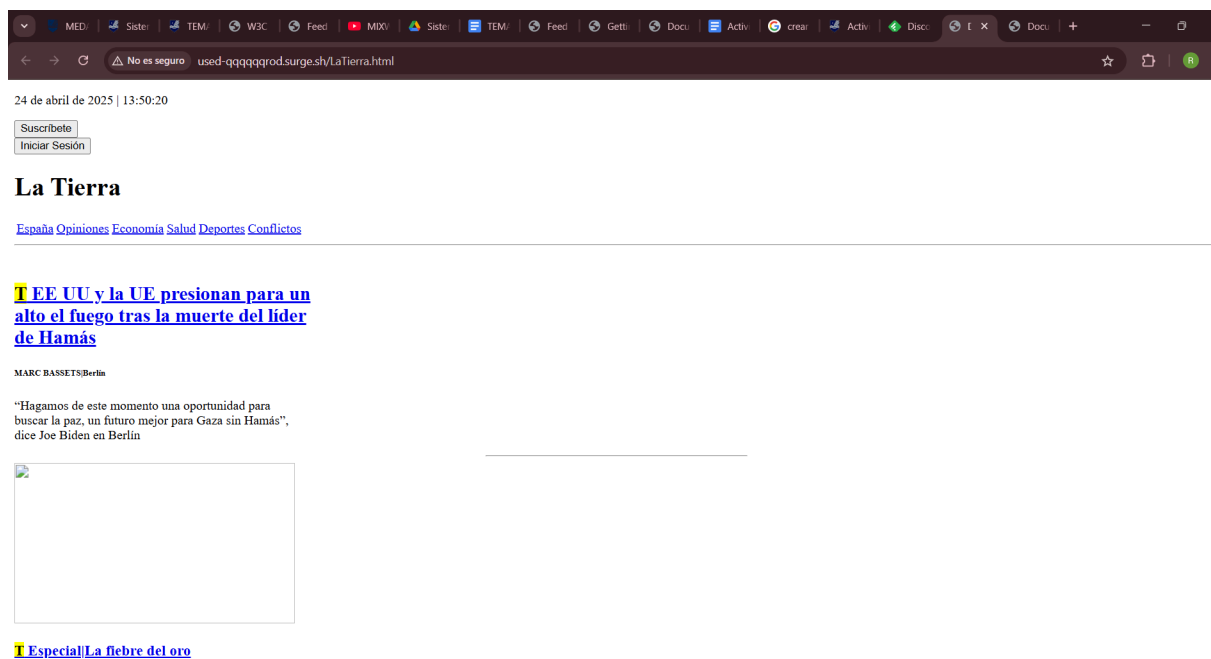 MEDA
Sister
TEMA
W3C
Feed
MIXV
Sister
TEMA
Feed
Getti
Docu
Activ
crear
Activ
Disco
Docu
No es seguro
used-qqqqqqrod.surge.sh/LaTierra.html
R
24 de abril de 2025 | 13:50:20
Suscríbete
Iniciar Sesión
La Tierra
España Opiniones Economía Salud Deportes Conflictos
T EE UU y la UE presionan para un
alto el fuego tras la muerte del líder
de Hamás
MARC BASSETS|Berlín
“Hagamos de este momento una oportunidad para
buscar la paz, un futuro mejor para Gaza sin Hamás”,
dice Joe Biden en Berlín
T Especial|La fiebre del oro